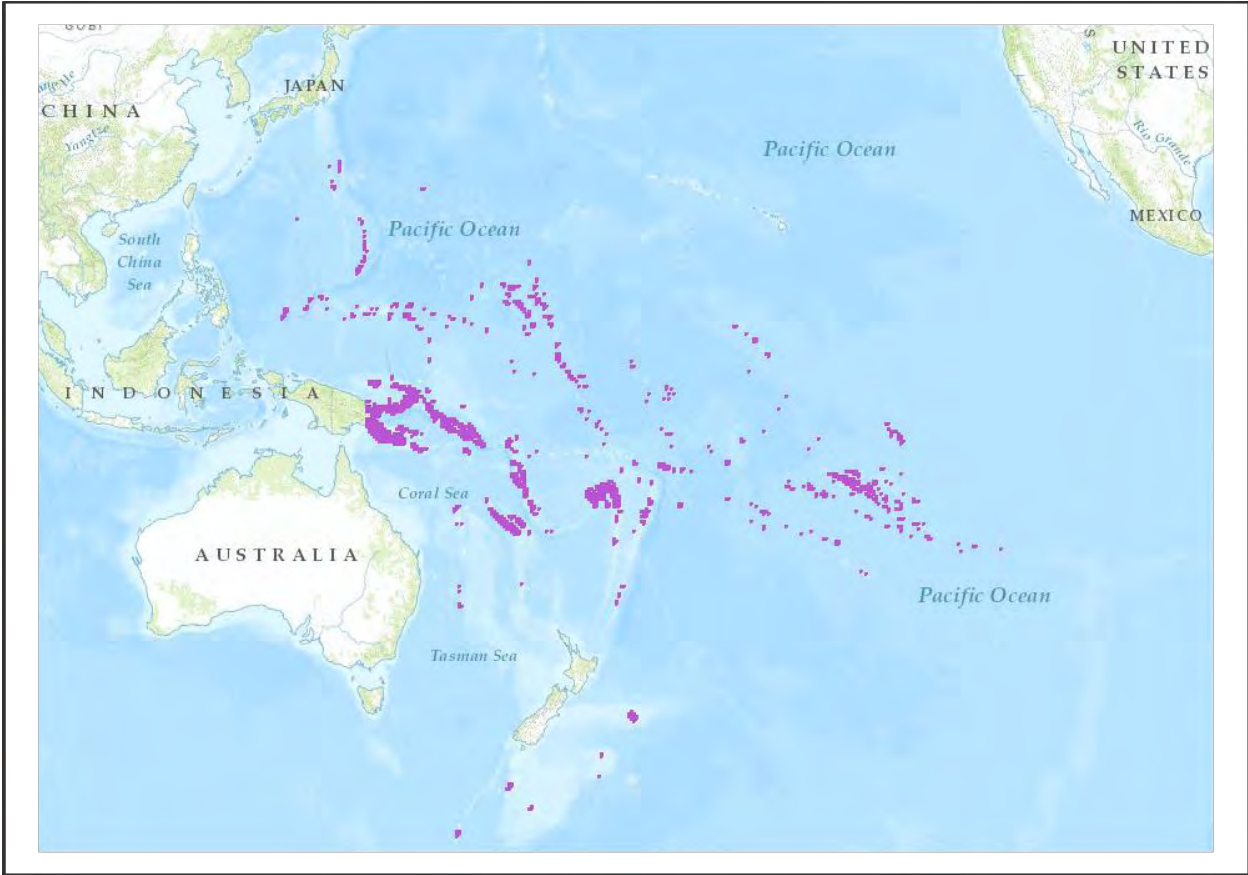 GOBI
JAPAN
UNITED
STATES
CHINA
Yangtze
Rio Grande
Pacific Ocean
MEXICO
Pacific Ocean
South
China
Sea
INDONESIA
Coral Sea
AUSTRALIA
Pacific Ocean
Tasman Sea